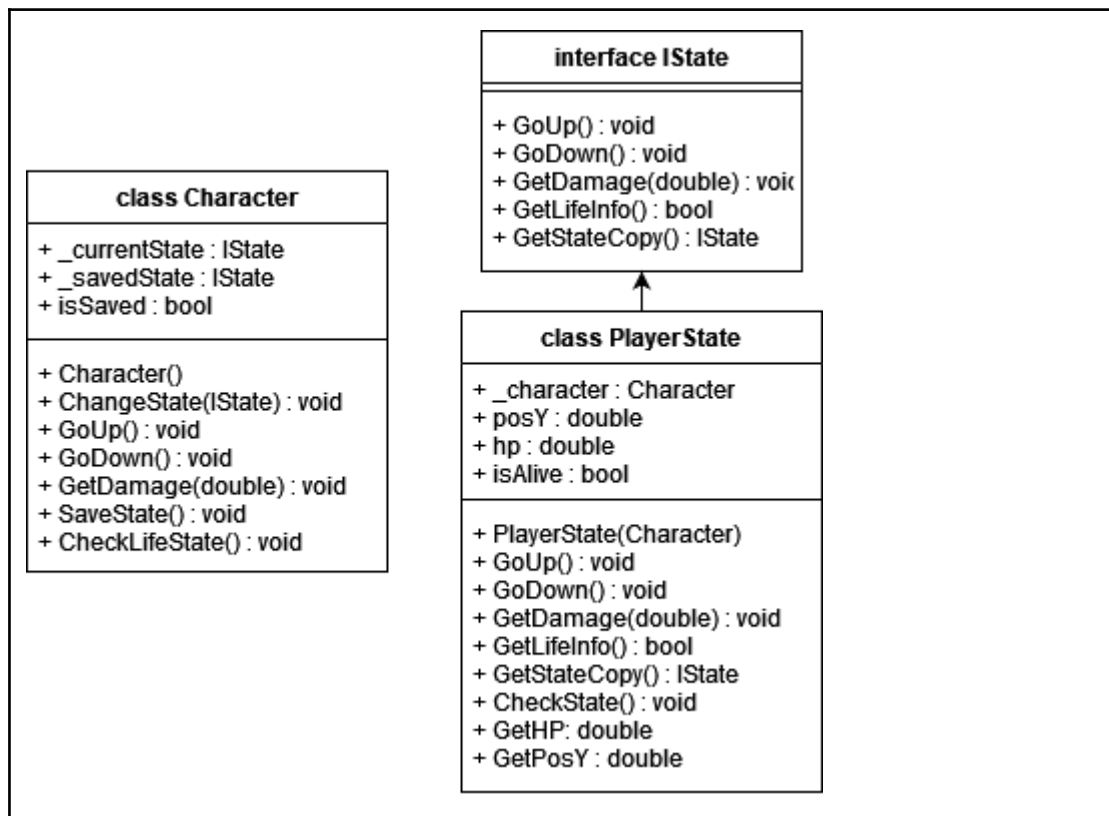 interface IState
+ GoUp() : void
+ GoDown() : void
+ GetDamage(double) : voic
+ GetLifeInfo() : bool
+ GetStateCopy() : IState
class Character
+ _currentState : IState
+ _savedState : IState
+ isSaved : bool
+ Character()
+ ChangeState(IState) : void
+ GoUp() : void
+ GoDown() : void
+ GetDamage(double) : void
+ SaveState() : void
+ CheckLifeState() : void
class PlayerState
+ _character : Character
+ posY : double
+ hp : double
+ isAlive : bool
+ PlayerState(Character)
+ GoUp() : void
+ GoDown() : void
+ GetDamage(double) : void
+ GetLifeInfo() : bool
+ GetStateCopy() : IState
+ CheckState() : void
+ GetHP: double
+ GetPosY : double